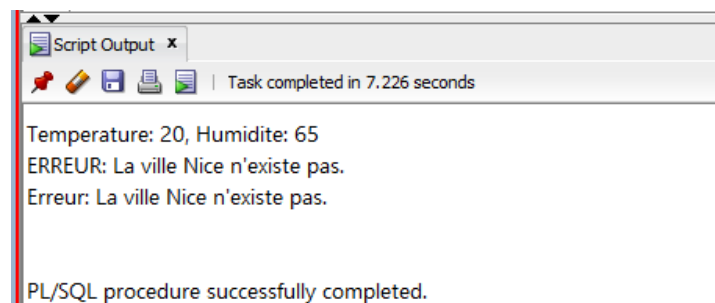 Script Output x
Task completed in 7.226 seconds
Temperature: 20, Humidite: 65
ERREUR: La ville Nice n'existe pas.
Erreur: La ville Nice n'existe pas.
PL/SQL procedure successfully completed.